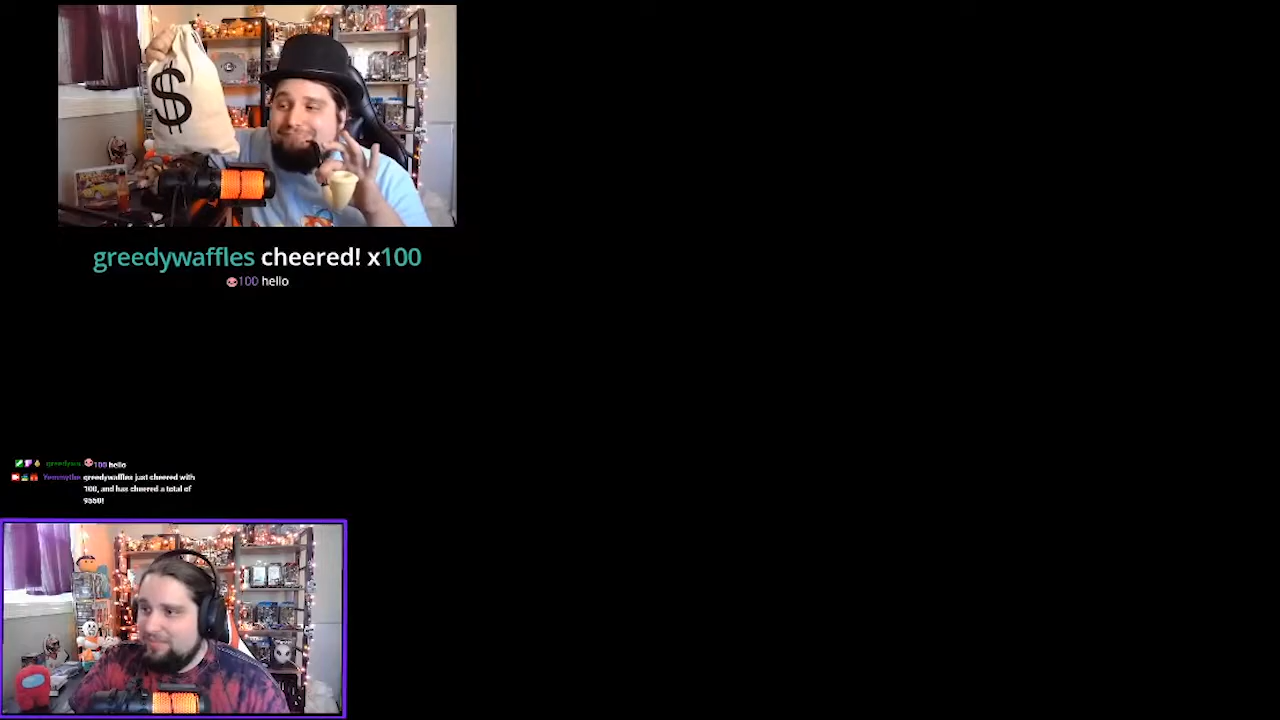 $
greedywaffles cheered! x100
100 hello
100 hello
greedywaffles just cheered with
100, and has cheered a total of